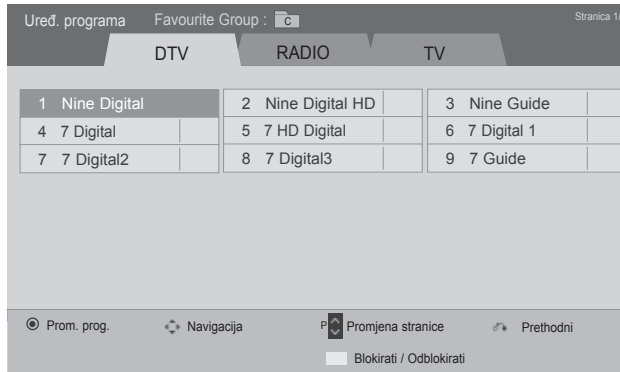 Uređ. programa Favourite Group : C Stranica 1/
DTV RADIO TV
1 Nine Digital 2 Nine Digital HD 3 Nine Guide
4 7 Digital 5 7 HD Digital 6 7 Digital 1
7 7 Digital2 8 7 Digital3 9 7 Guide
Prom. prog. Navigacija P Promjena stranice Prethodni
Blokirati / Odblokirati